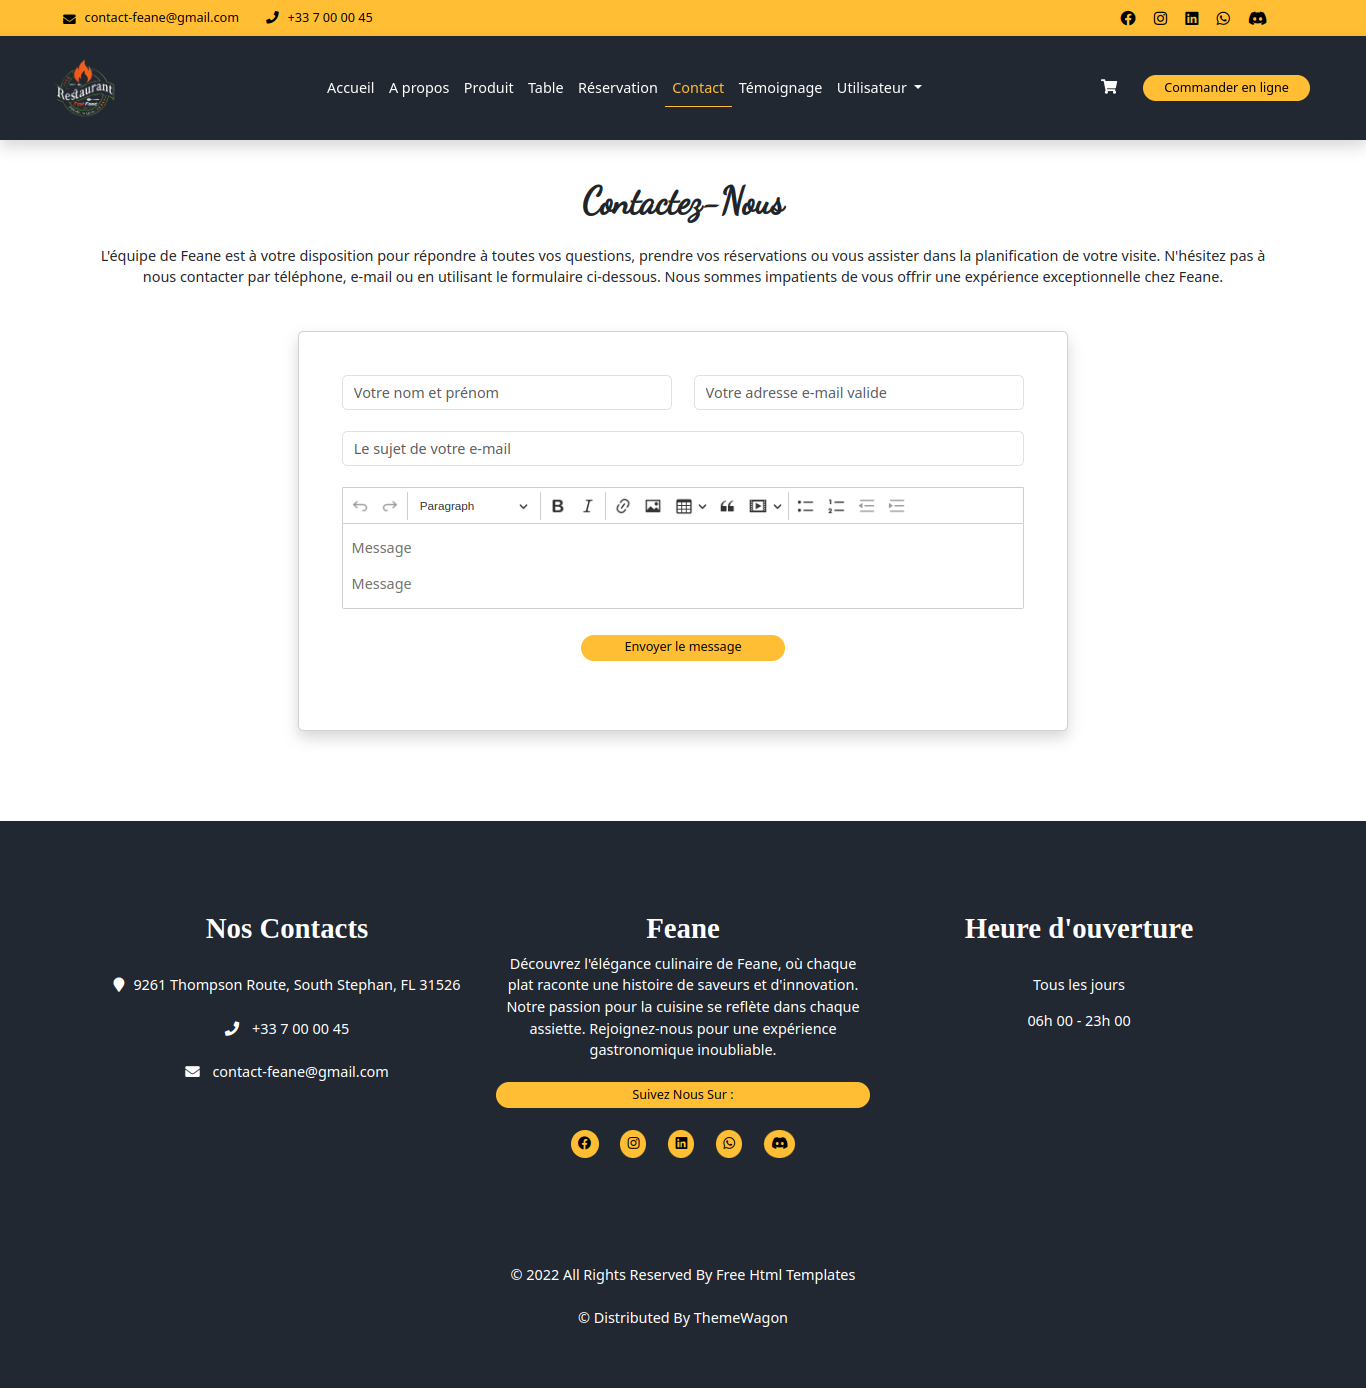 contact-feane@gmail.com +33 7 00 00 45
Restaurant
Accueil A propos Produit Table Réservation Contact Témoignage Utilisateur
Commander en ligne
Contactez-Nous
L'équipe de Feane est à votre disposition pour répondre à toutes vos questions, prendre vos réservations ou vous assister dans la planification de votre visite. N'hésitez pas à
nous contacter par téléphone, e-mail ou en utilisant le formulaire ci-dessous. Nous sommes impatients de vous offrir une expérience exceptionnelle chez Feane.
Votre nom et prénom
Votre adresse e-mail valide
Le sujet de votre e-mail
Paragraph
Message
Message
Envoyer le message
Nos Contacts
9261 Thompson Route, South Stephan, FL 31526
+33 7 00 00 45
contact-feane@gmail.com
Feane
Découvrez l'élégance culinaire de Feane, où chaque
plat raconte une histoire de saveurs et d'innovation.
Notre passion pour la cuisine se reflète dans chaque
assiette. Rejoignez-nous pour une expérience
gastronomique inoubliable.
Suivez Nous Sur :
Heure d'ouverture
Tous les jours
06h 00 - 23h 00
© 2022 All Rights Reserved By Free Html Templates
© Distributed By ThemeWagon